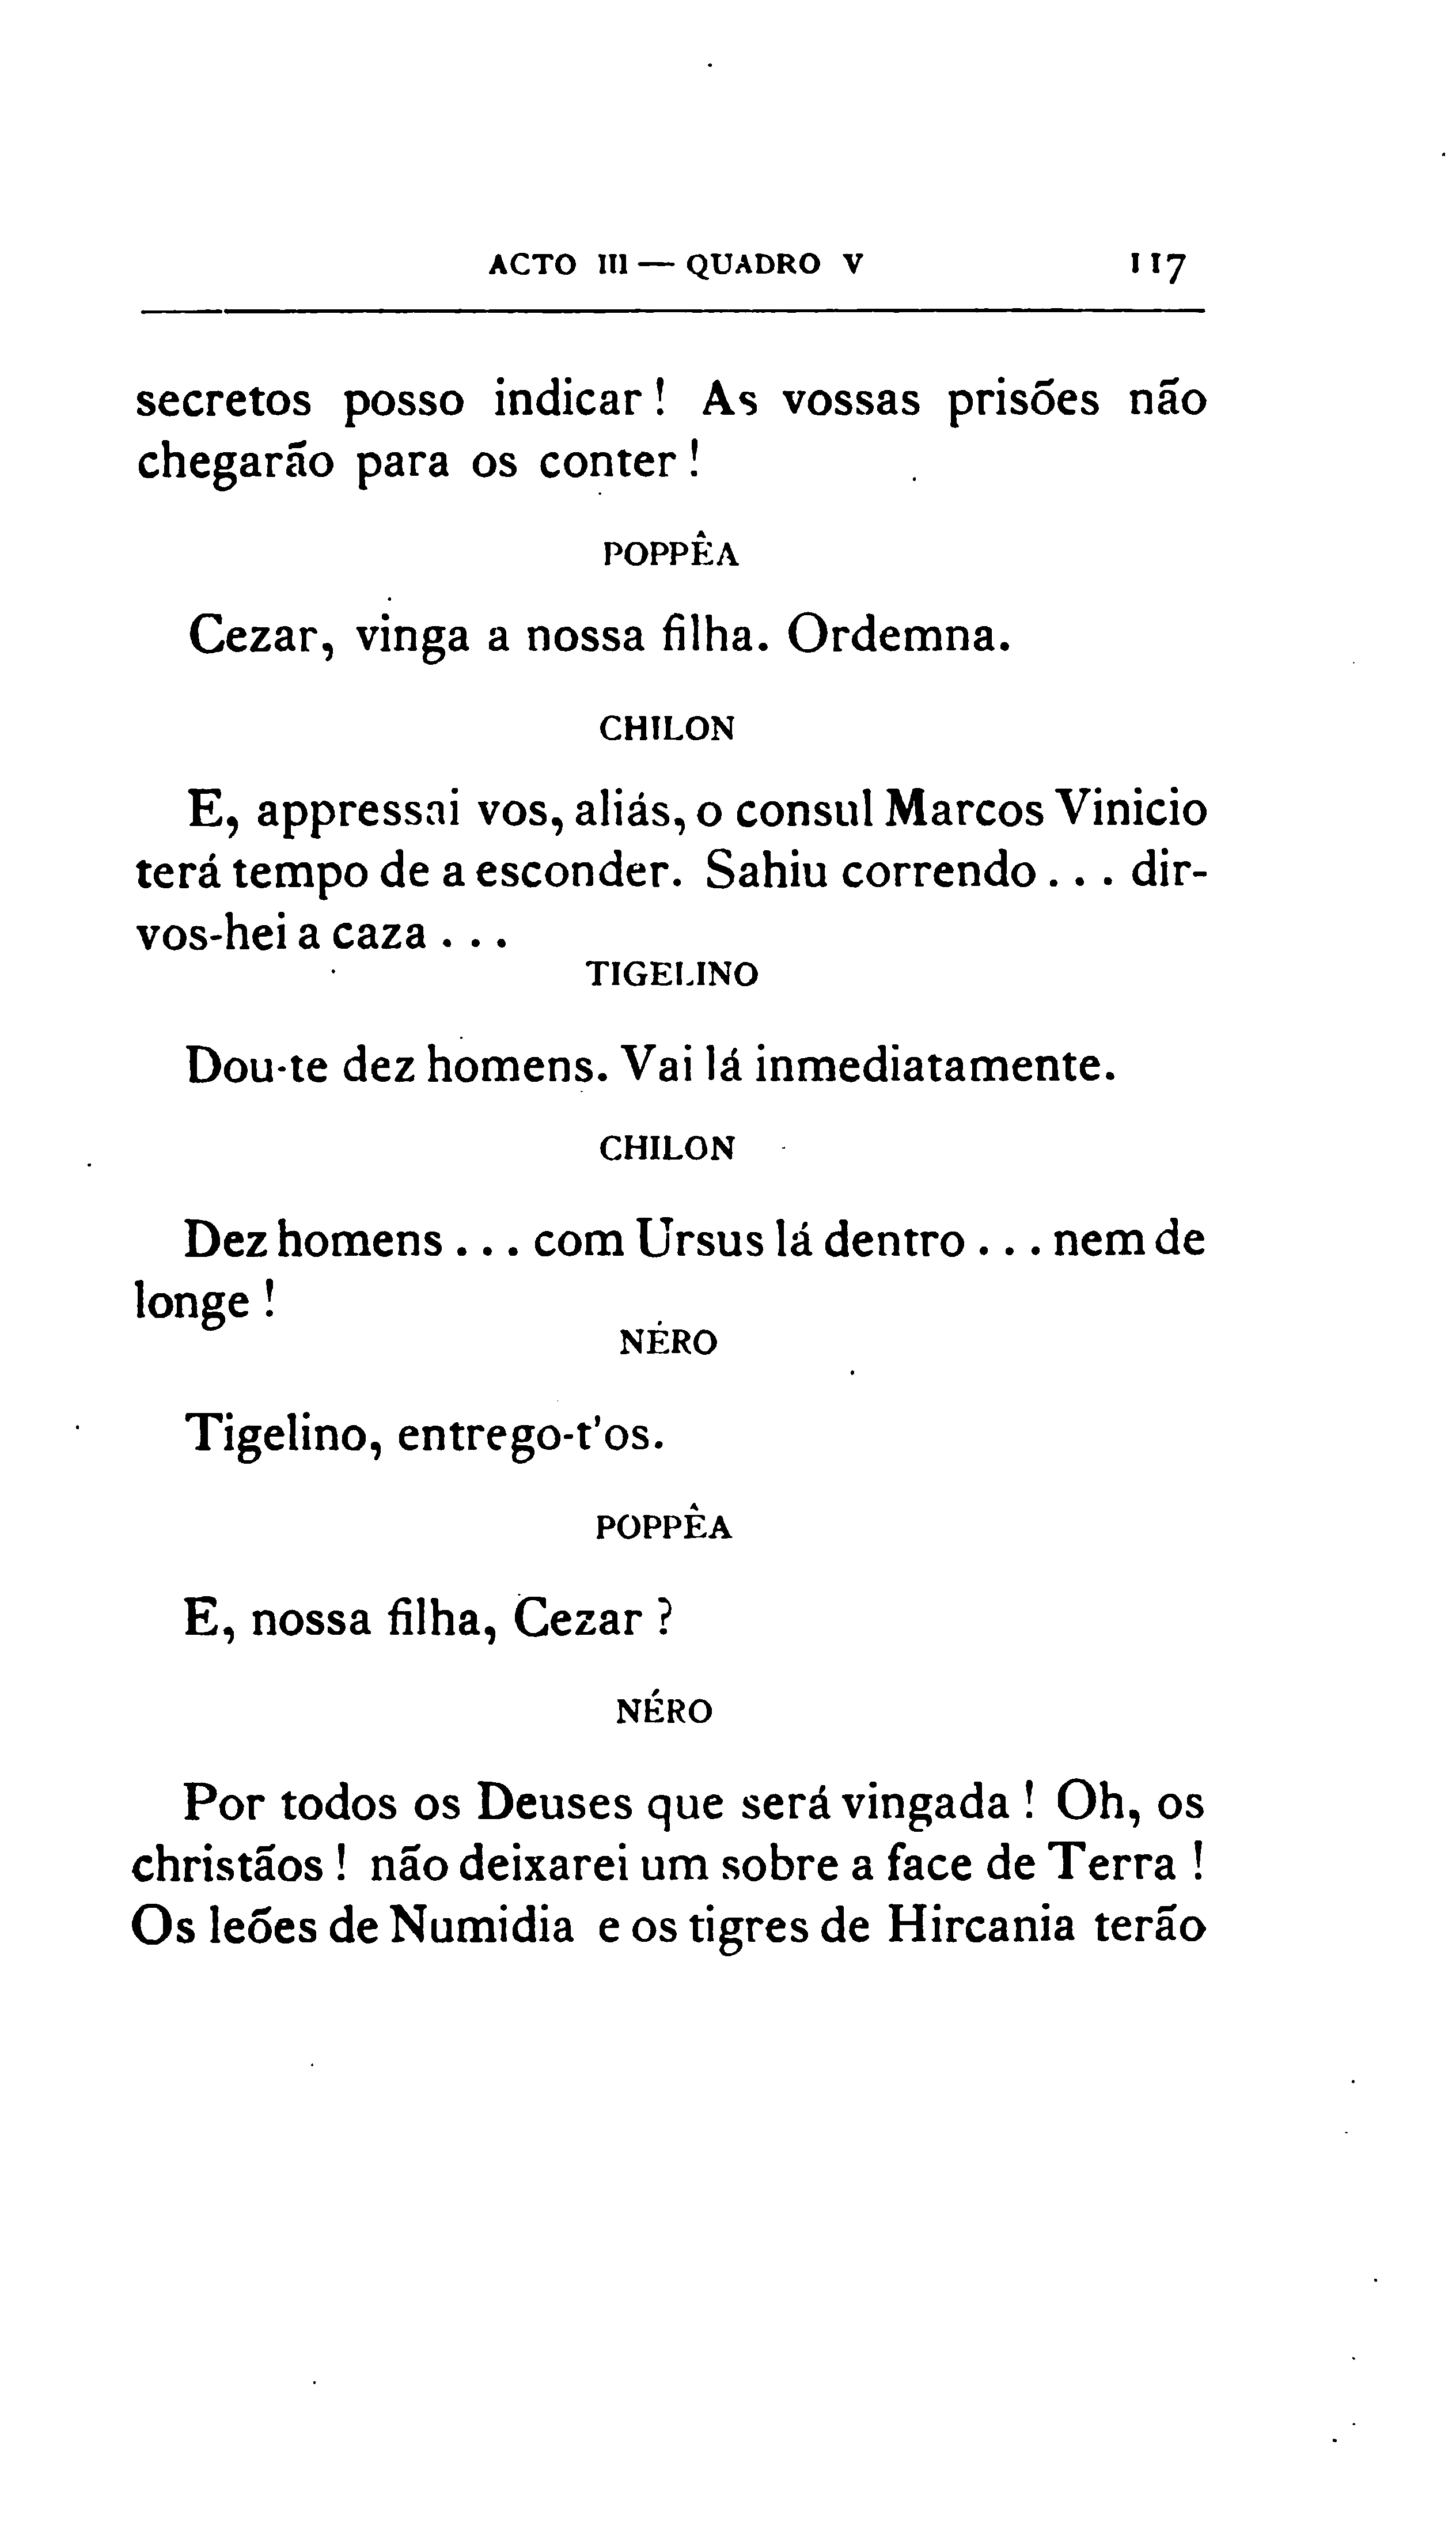 ACTO III — QUADRO V 117
secretos posso indicar ! As vossas prisões não
chegarão para os conter !
POPPÊA
Cezar, vinga a nossa filha. Ordemna.
CHILON
E, appressai vos, aliás, o consul Marcos Vinicio
terá tempo de a esconder. Sahiu correndo . . . dir-
vos-hei a caza . . .
TIGELINO
Dou-te dez homens. Vai lá inmediatamente.
CHILON
Dez homens . . . com Ursus lá dentro . . . nem de
longe !
NÉRO
Tigelino, entrego-t'os.
POPPÊA
E, nossa filha, Cezar ?
NÉRO
Por todos os Deuses que será vingada ! Oh, os
christãos ! não deixarei um sobre a face de Terra !
Os leões de Numidia e os tigres de Hircania terão